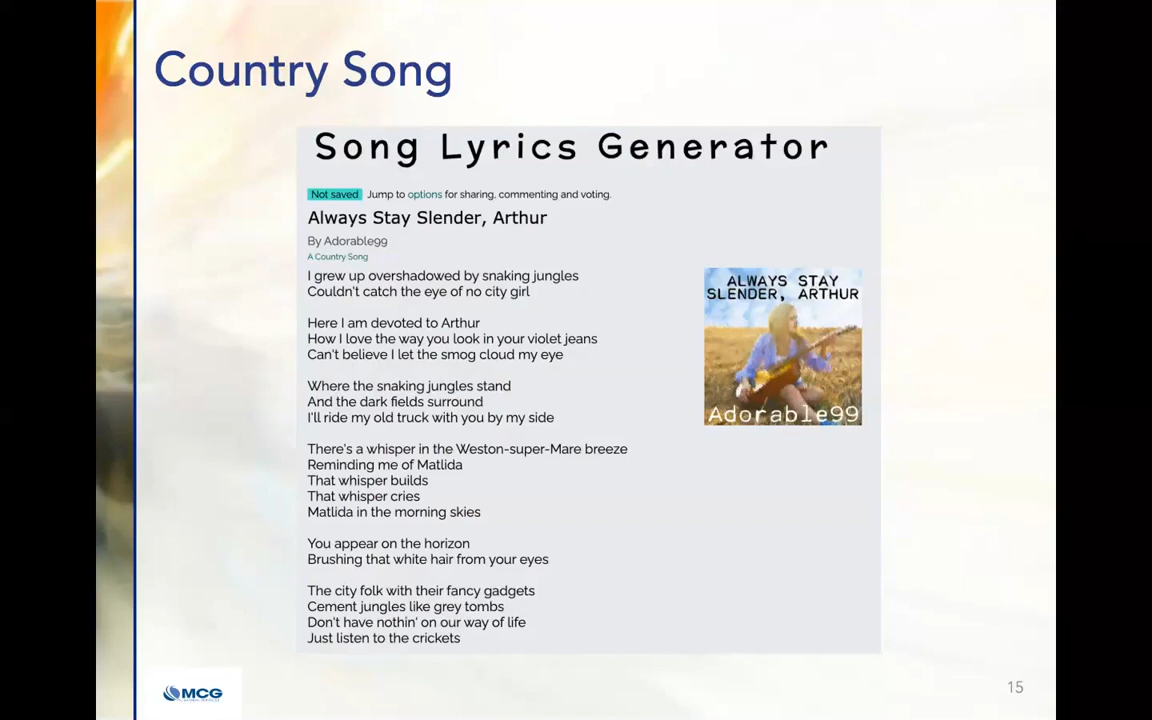 Country Song
Song Lyrics Generator
Not saved Jump to options for sharing, commenting and voting.
Always Stay Slender, Arthur
By Adorable99
A Country Song
I grew up overshadowed by snaking jungles
Couldn't catch the eye of no city girl
Here I am devoted to Arthur
How I love the way you look in your violet jeans
Can't believe I let the smog cloud my eye
Where the snaking jungles stand
And the dark fields surround
I'll ride my old truck with you by my side
There's a whisper in the Weston-super-Mare breeze
Reminding me of Matlida
That whisper builds
That whisper cries
Matlida in the morning skies
You appear on the horizon
Brushing that white hair from your eyes
The city folk with their fancy gadgets
Cement jungles like grey tombs
Don't have nothin' on our way of life
Just listen to the crickets
ALWAYS STAY
SLENDER, ARTHUR
Adorable99
MCG
15